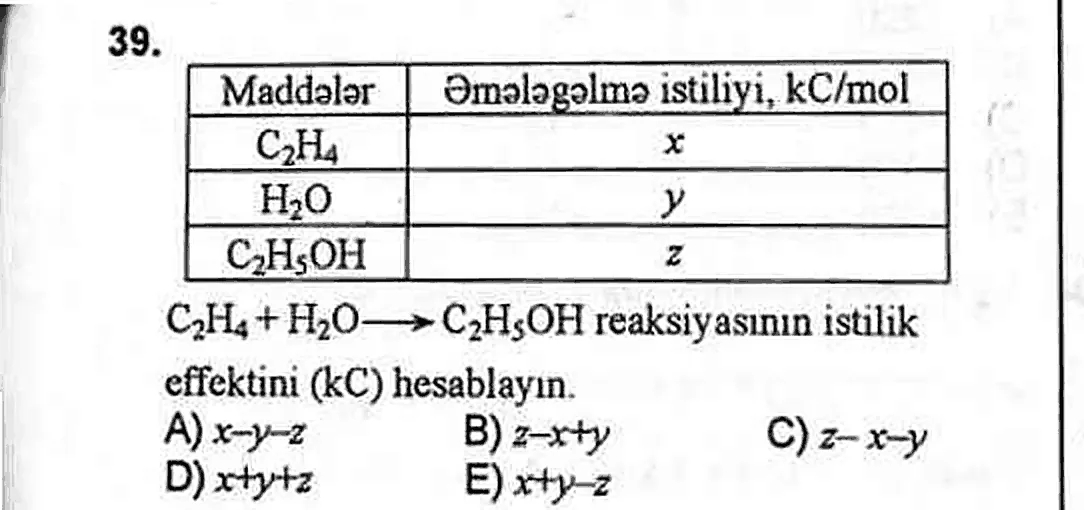 39.
Maddələr Əmələgəlmə istiliyi, kC/mol
C₂H₄ x
H₂O y
C₂H₅OH z
C₂H₄ + H₂O⟶C₂H₅OH reaksiyasının istilik
effektini (kC) hesablayın.
A) x–y–z B) z–x+y C) z– x–y
D) x+y+z E) x+y–z